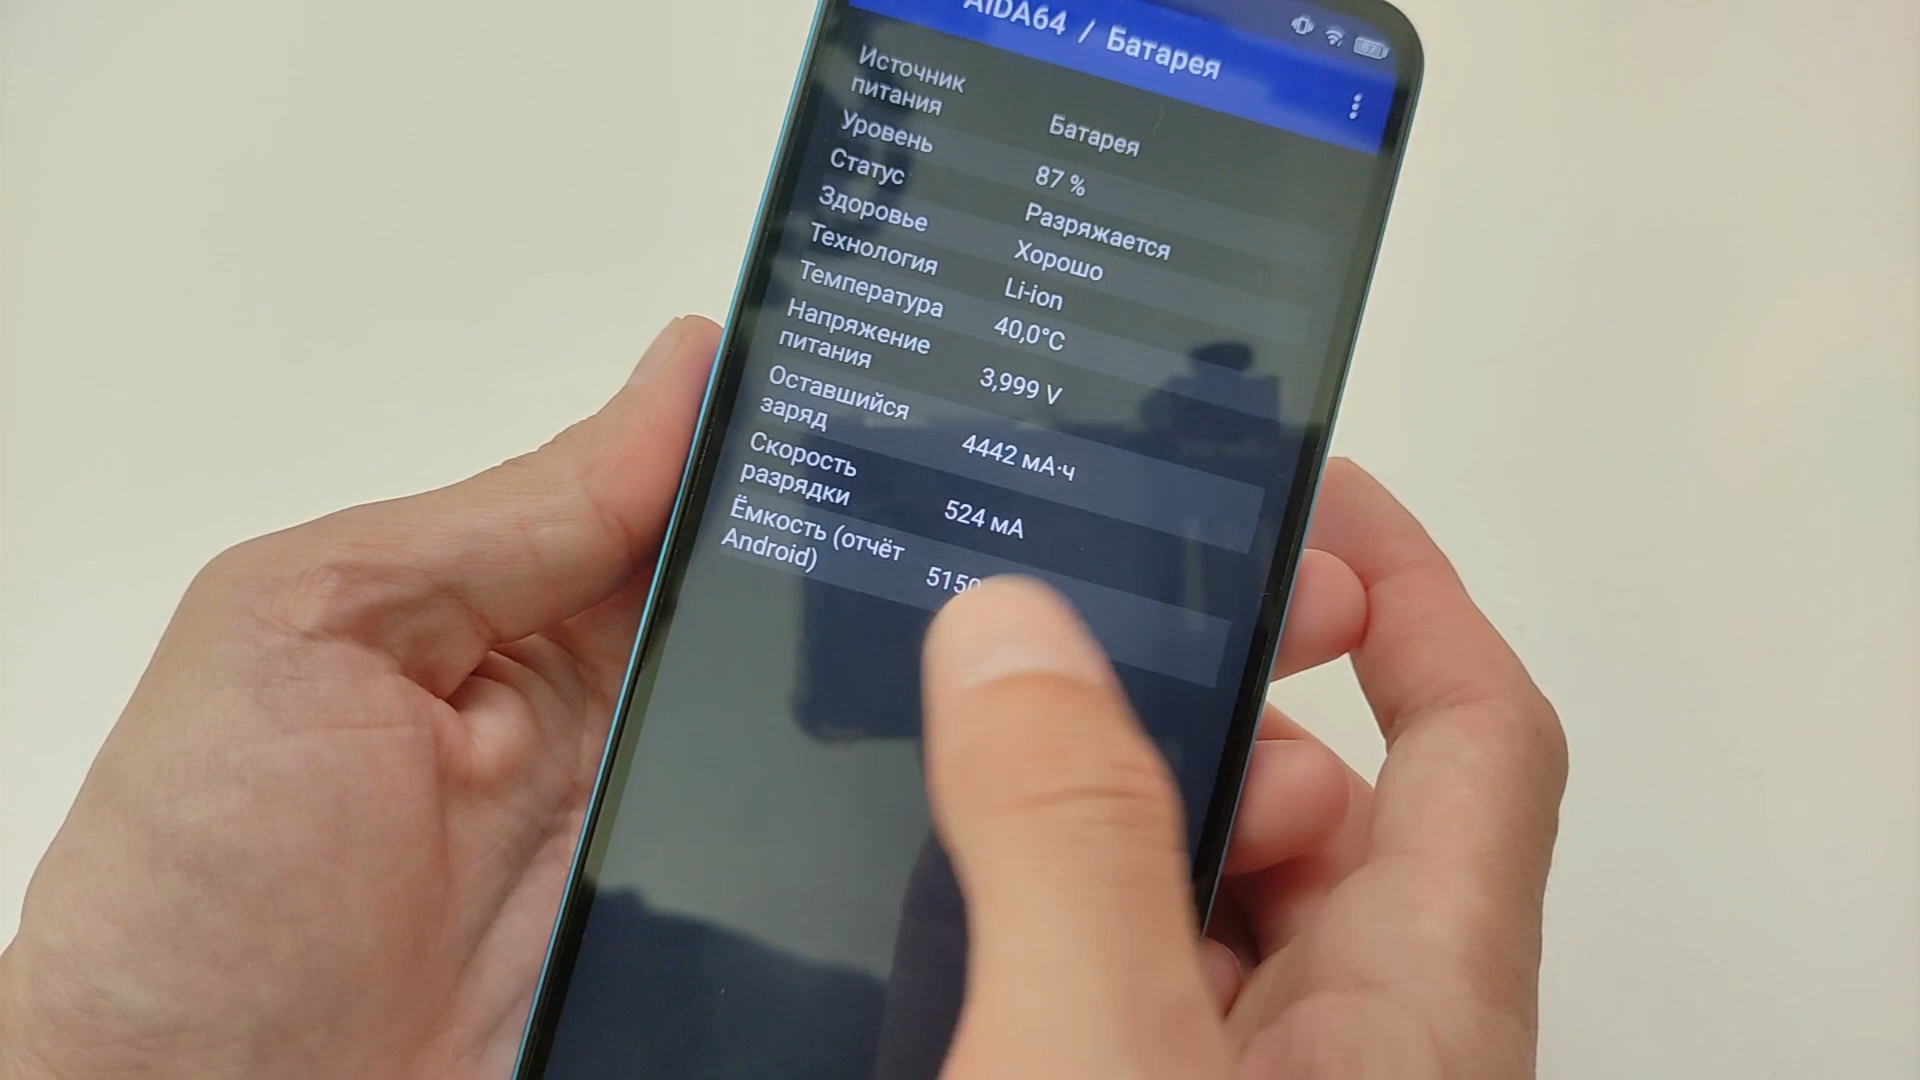 AIDA64 / Батарея
Источник
питания
Батарея
Уровень
87 %
Статус
Разряжается
Здоровье
Хорошо
Технология
Li-ion
Температура
40,0°C
Напряжение
питания
3,999 V
Оставшийся
заряд
4442 мА·ч
Скорость
разрядки
524 мА
Ёмкость (отчёт
Android)
5150